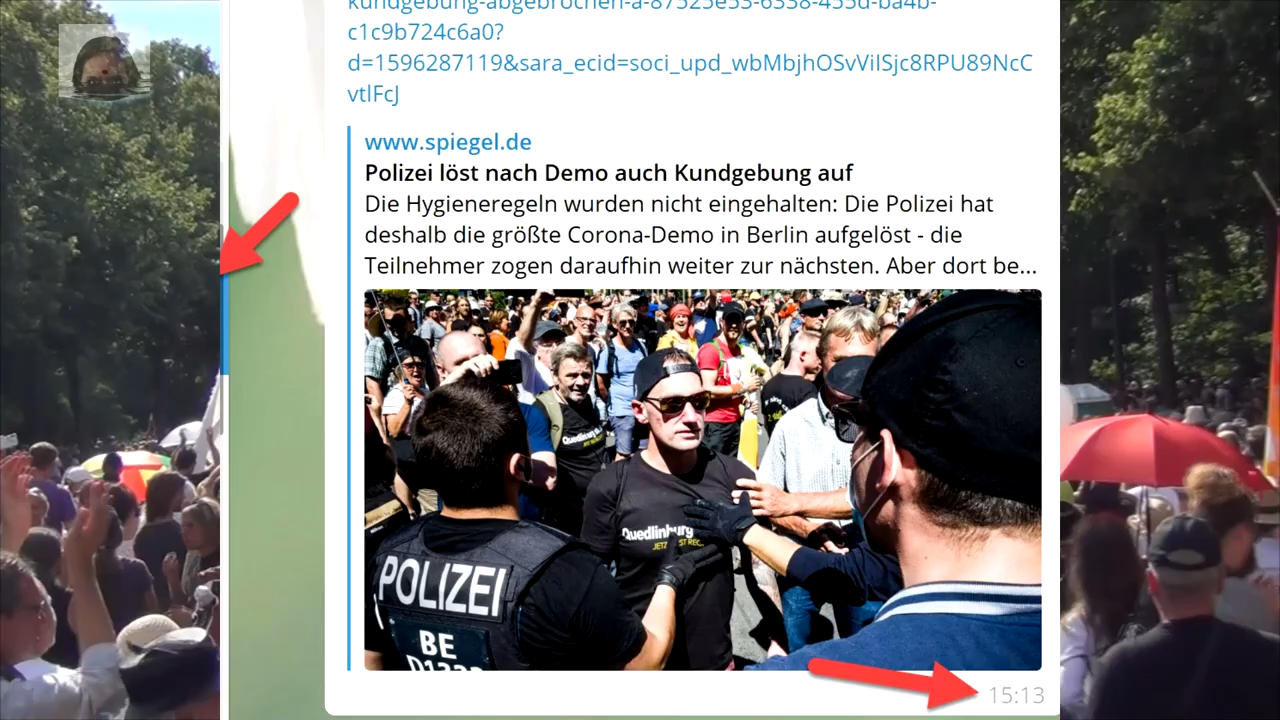 kundgebung-abgebrochen-a-87525e53-6338-455d-ba4b-
c1c9b724c6a0?
d=1596287119&sara_ecid=soci_upd_wbMbjhOSvViISjc8RPU89NcC
vtlFcJ
www.spiegel.de
Polizei löst nach Demo auch Kundgebung auf
Die Hygieneregeln wurden nicht eingehalten: Die Polizei hat
deshalb die größte Corona-Demo in Berlin aufgelöst - die
Teilnehmer zogen daraufhin weiter zur nächsten. Aber dort be...
Quedlinburg
Quedlinburg
POLIZEI
BE
15:13